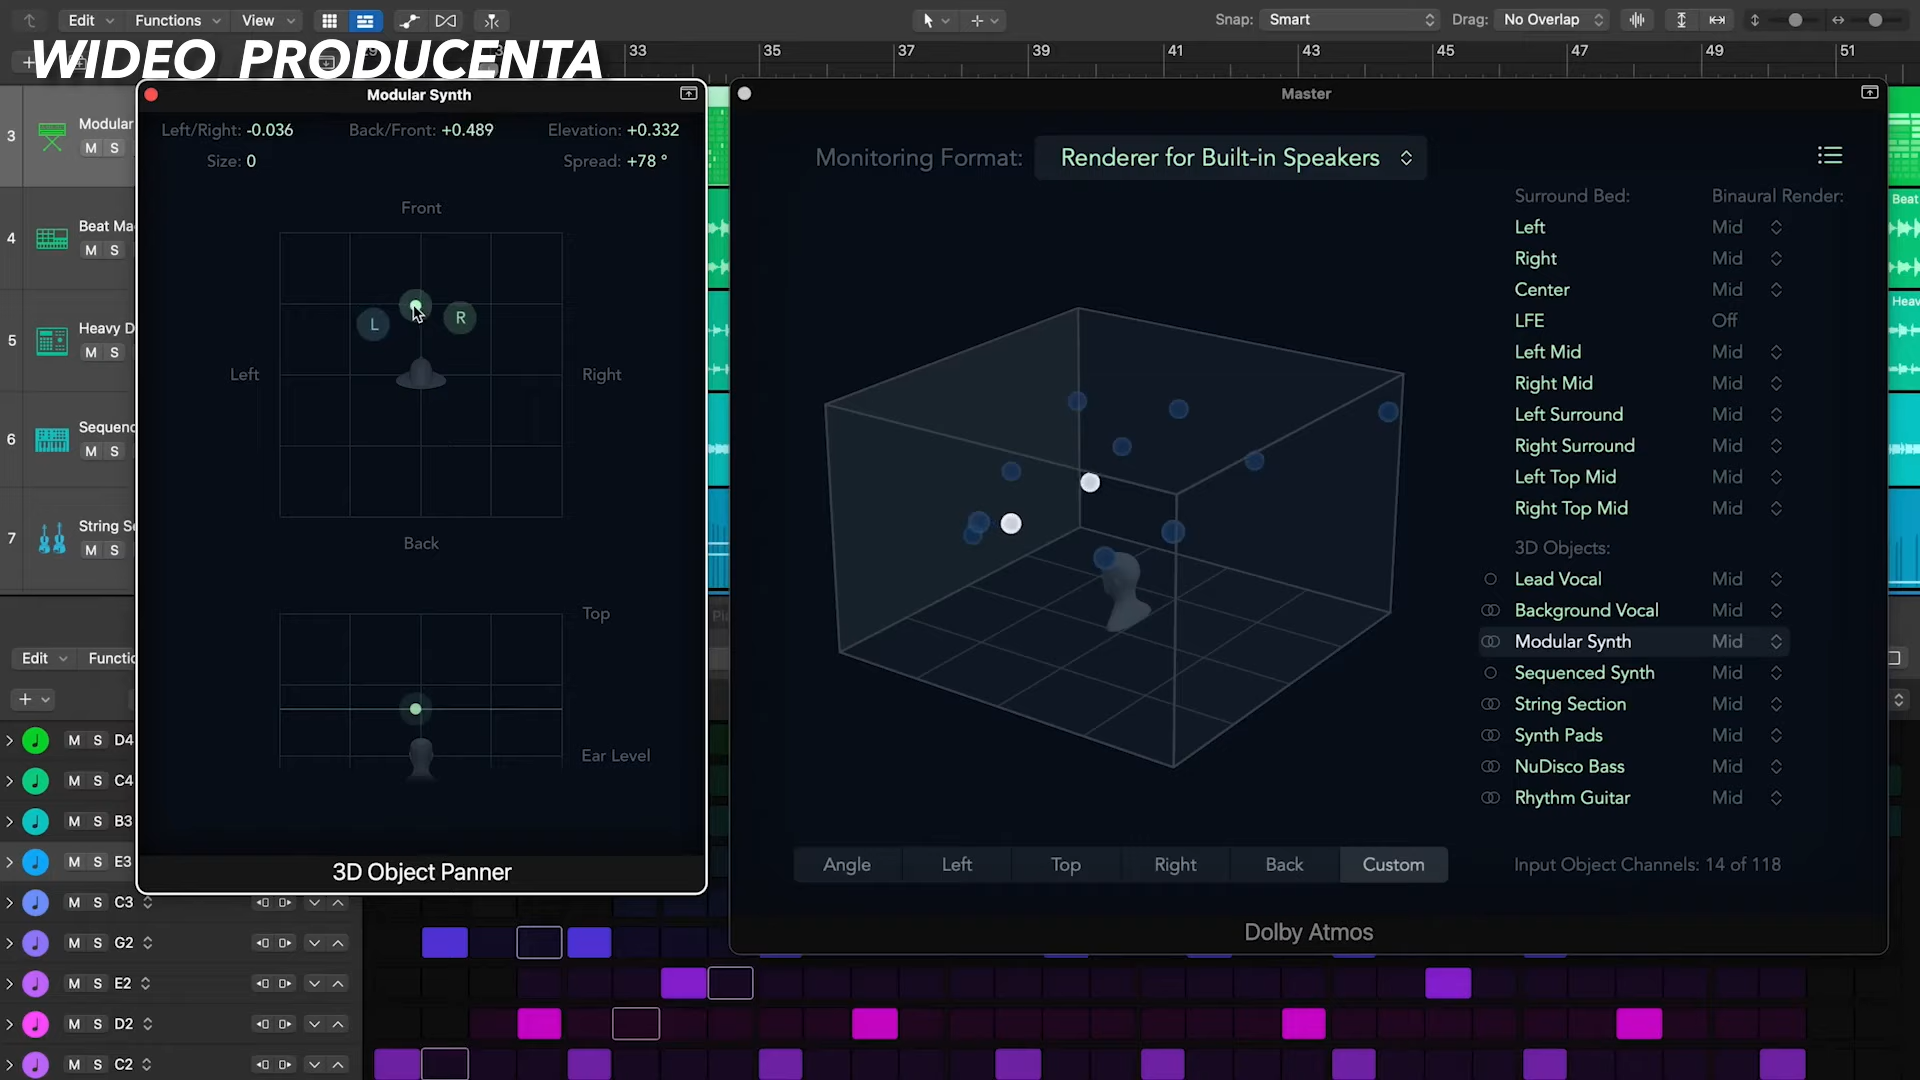 Edit
Functions
View
Snap: Smart
Drag: No Overlap
WIDEO PRODUCENTA
33
35
37
39
41
43
45
47
49
51
3
Modular
M S
4
Beat Ma
M S
5
Heavy D
M S
6
Sequenc
M S
7
String Se
M S
Beat
Heavy
Modular Synth
Left/Right: -0.036
Back/Front: +0.489
Elevation: +0.332
Size: 0
Spread: +78 °
Front
L
R
Left
Right
Back
Top
Ear Level
3D Object Panner
Master
Monitoring Format: Renderer for Built-in Speakers
Surround Bed: Binaural Render:
Left Mid
Right Mid
Center Mid
LFE Off
Left Mid Mid
Right Mid Mid
Left Surround Mid
Right Surround Mid
Left Top Mid Mid
Right Top Mid Mid
3D Objects:
Lead Vocal Mid
Background Vocal Mid
Modular Synth Mid
Sequenced Synth Mid
String Section Mid
Synth Pads Mid
NuDisco Bass Mid
Rhythm Guitar Mid
Angle Left Top Right Back Custom
Input Object Channels: 14 of 118
Dolby Atmos
Edit
Functio
M S D4
M S C4
M S B3
M S E3
M S C3
M S G2
M S E2
M S D2
M S C2